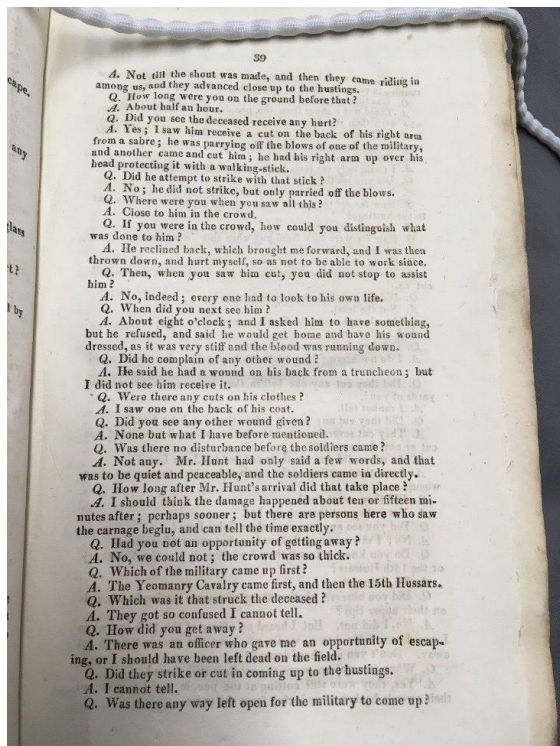 39
A. Not till the shout was made, and then they came riding in
among us, and they advanced close up to the hustings.
Q. How long were you on the ground before that?
A. About half an hour.
Q. Did you see the deceased receive any hurt?
A. Yes; I saw him receive a cut on the back of his right arm
from a sabre; he was parrying off the blows of one of the military,
and another came and cut him; he had his right arm up over his
head protecting it with a walking-stick.
Q. Did he attempt to strike with that stick?
A. No; he did not strike, but only parried off the blows.
Q. Where were you when you saw all this?
A. Close to him in the crowd.
Q. If you were in the crowd, how could you distinguish what
was done to him?
A. He reclined back, which brought me forward, and I was then
thrown down, and hurt myself, so as not to be able to work since.
Q. Then, when you saw him cut, you did not stop to assist
him?
A. No, indeed; every one had to look to his own life.
Q. When did you next see him?
A. About eight o'clock; and I asked him to have something,
but he refused, and said he would get home and have his wound
dressed, as it was very stiff and the blood was running down.
Q. Did he complain of any other wound?
A. He said he had a wound on his back from a truncheon; but
I did not see him receive it.
Q. Were there any cuts on his clothes?
A. I saw one on the back of his coat.
Q. Did you see any other wound given?
A. None but what I have before mentioned.
Q. Was there no disturbance before the soldiers came?
A. Not any. Mr. Hunt had only said a few words, and that
was to be quiet and peaceable, and the soldiers came in directly.
Q. How long after Mr. Hunt's arrival did that take place?
A. I should think the damage happened about ten or fifteen mi-
nutes after; perhaps sooner; but there are persons here who saw
the carnage begin, and can tell the time exactly.
Q. Had you not an opportunity of getting away?
A. No, we could not; the crowd was so thick.
Q. Which of the military came up first?
A. The Yeomanry Cavalry came first, and then the 15th Hussars.
Q. Which was it that struck the deceased?
A. They got so confused I cannot tell.
Q. How did you get away?
A. There was an officer who gave me an opportunity of escap-
ing, or I should have been left dead on the field.
Q. Did they strike or cut in coming up to the hustings.
A. I cannot tell.
Q. Was there any way left open for the military to come up?
cape.
any
glass
t?
d by